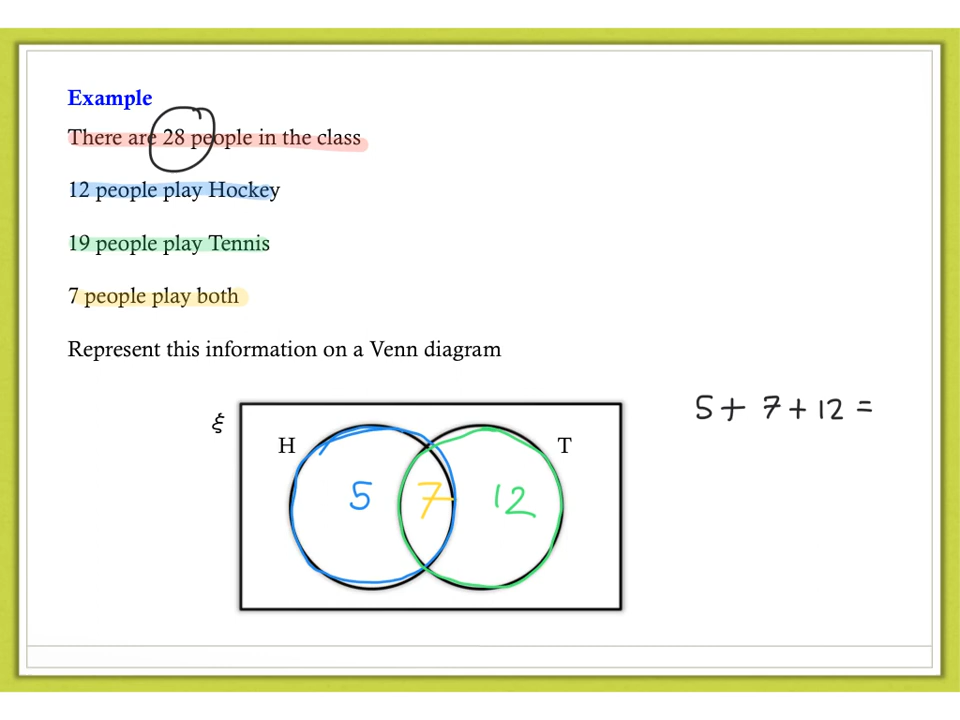 Example
There are 28 people in the class
12 people play Hockey
19 people play Tennis
7 people play both
Represent this information on a Venn diagram
ξ
5 + 7 + 12 =
H
T
5 7 12